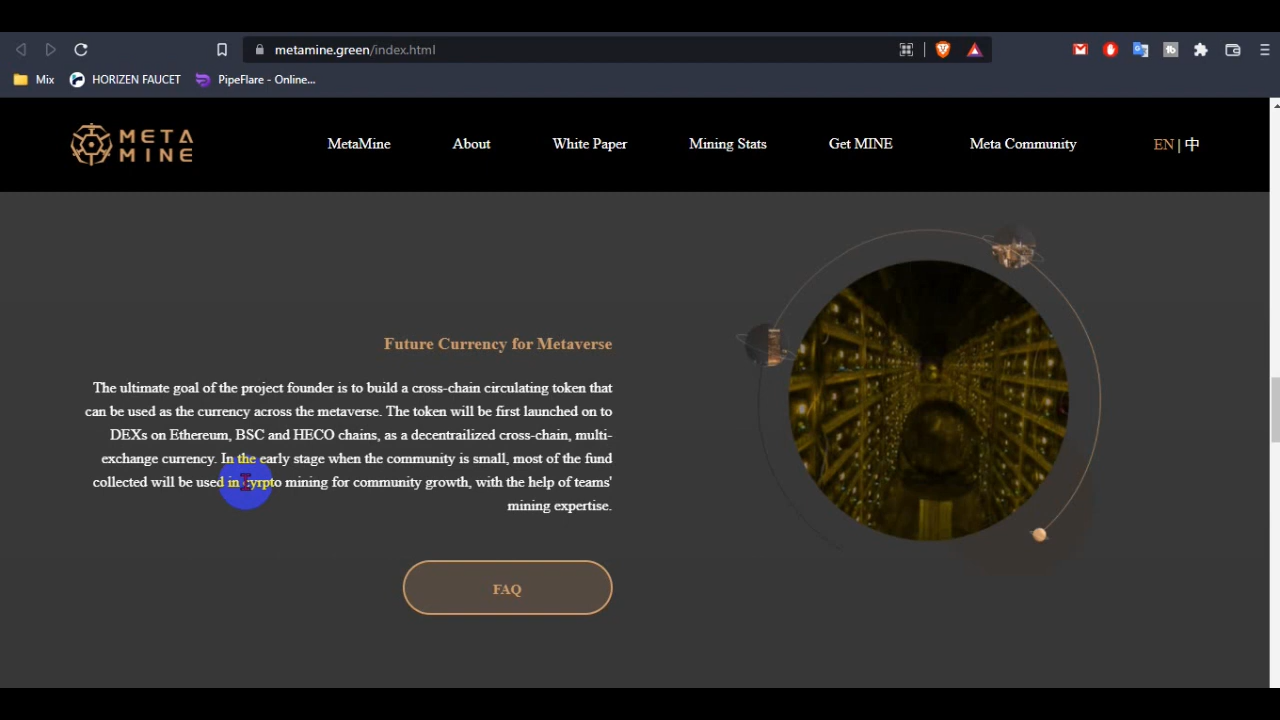 metamine.green/index.html
Mix
HORIZEN FAUCET
PipeFlare - Online...
META
MINE
MetaMine
About
White Paper
Mining Stats
Get MINE
Meta Community
EN | 中
Future Currency for Metaverse
The ultimate goal of the project founder is to build a cross-chain circulating token that
can be used as the currency across the metaverse. The token will be first launched on to
DEXs on Ethereum, BSC and HECO chains, as a decentrailized cross-chain, multi-
exchange currency. In the early stage when the community is small, most of the fund
collected will be used in cyrpto mining for community growth, with the help of teams'
mining expertise.
FAQ